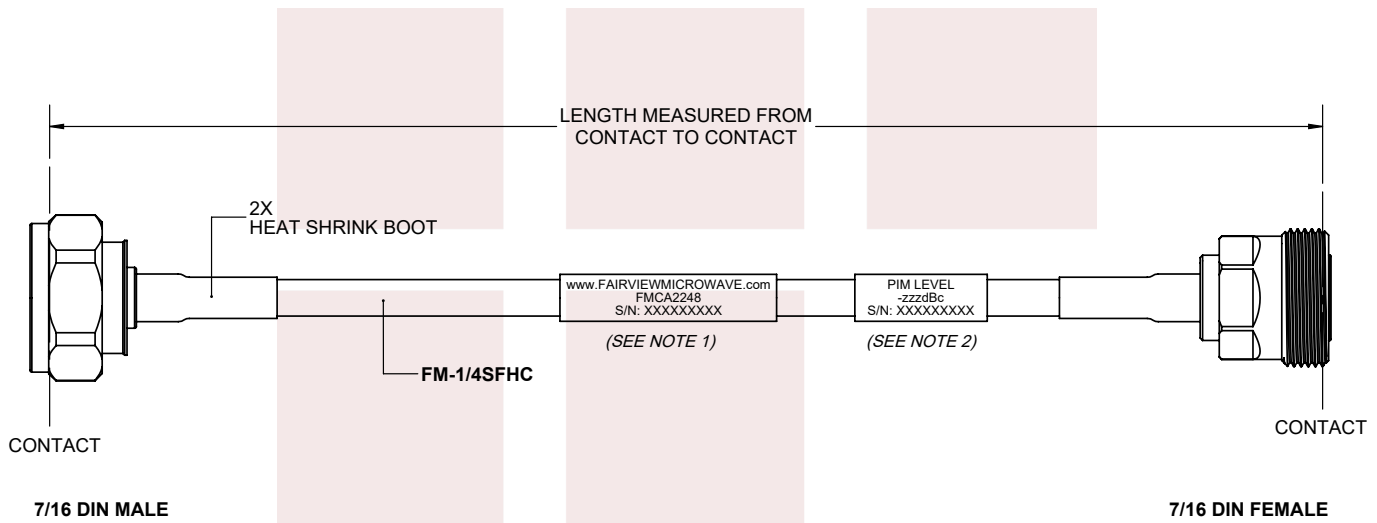 LENGTH MEASURED FROM
CONTACT TO CONTACT
2X
HEAT SHRINK BOOT
www.FAIRVIEWMICROWAVE.com
FMCA2248
S/N: XXXXXXXXX
PIM LEVEL
-zzzdBc
S/N: XXXXXXXXX
(SEE NOTE 1)
(SEE NOTE 2)
FM-1/4SFHC
CONTACT
CONTACT
7/16 DIN MALE
7/16 DIN FEMALE